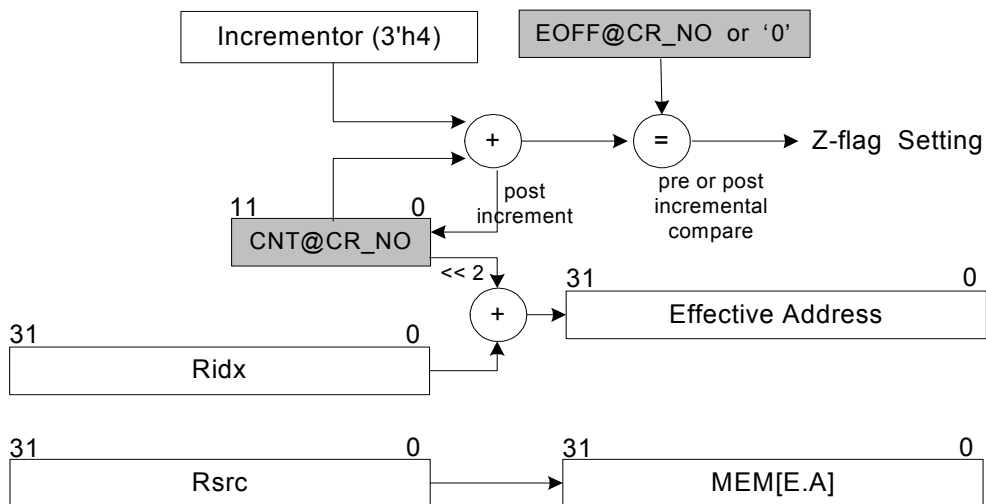 Incrementor (3'h4)
EOFF@CR_NO or ‘0’
+
=
Z-flag Setting
post
increment
pre or post
incremental
compare
11 0
CNT@CR_NO
<< 2
+
31 0
Effective Address
31 0
Ridx
31 0
Rsrc
31 0
MEM[E.A]